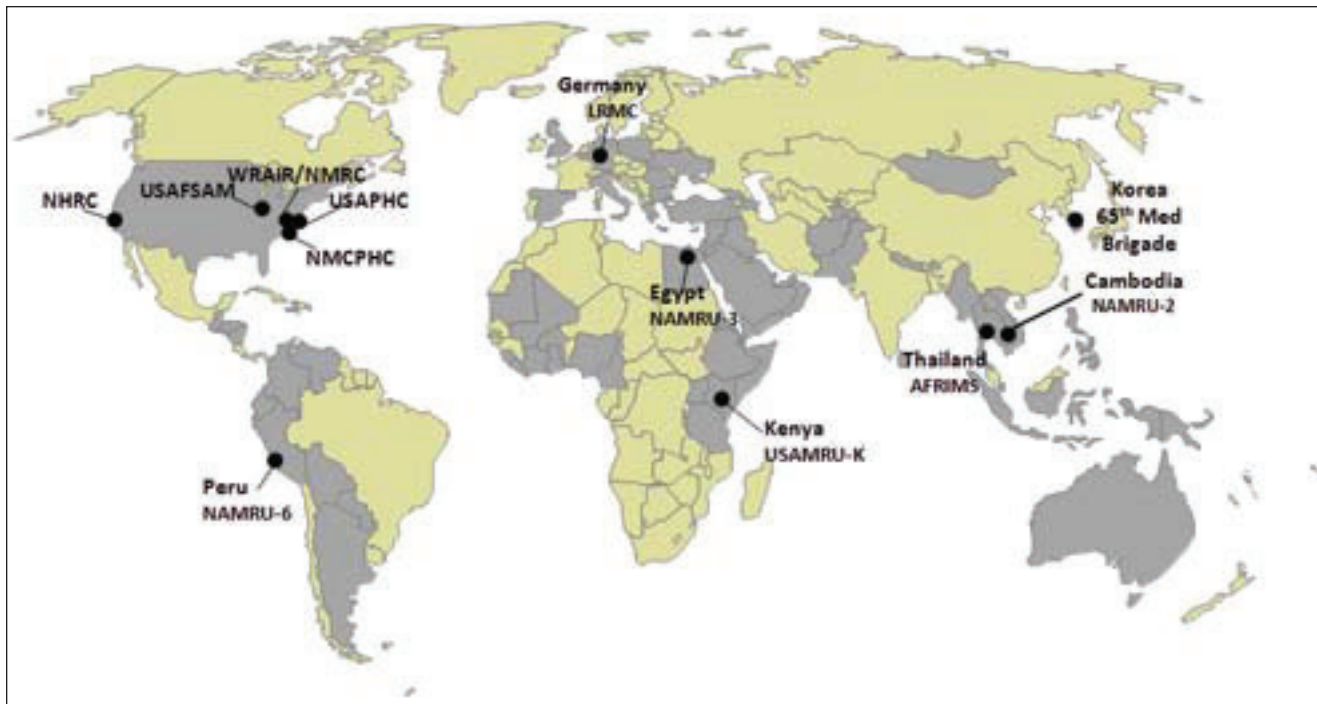 Germany
LRMC
WRAIR/NMRC
USAFSAM
USAPHC
NHRC
NMCPHC
Korea
65th Med
Brigade
Egypt
NAMRU-3
Cambodia
NAMRU-2
Thailand
AFRIMS
Kenya
USAMRU-K
Peru
NAMRU-6